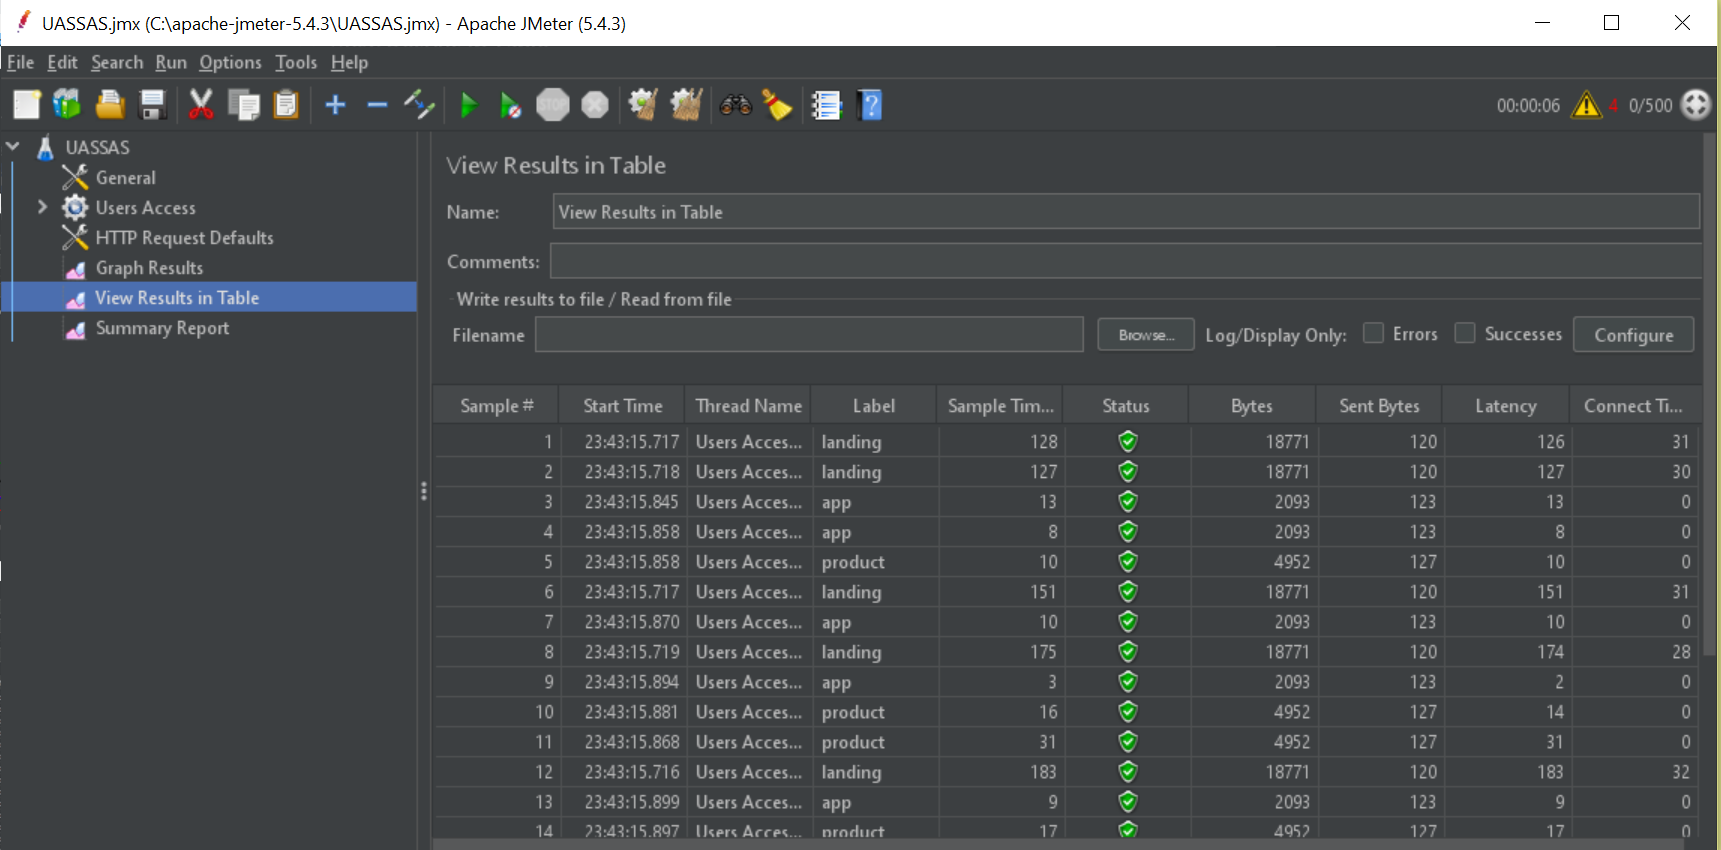 UASSAS.jmx (C:\apache-jmeter-5.4.3\UASSAS.jmx) - Apache JMeter (5.4.3)
File Edit Search Run Options Tools Help
STOP
00:00:06 4 0/500
UASSAS
General
Users Access
HTTP Request Defaults
Graph Results
View Results in Table
Summary Report
View Results in Table
Name: View Results in Table
Comments:
Write results to file / Read from file
Filename Browse... Log/Display Only: Errors Successes Configure
Sample # Start Time Thread Name Label Sample Tim... Status Bytes Sent Bytes Latency Connect Ti...
1 23:43:15.717 Users Acces... landing 128 18771 120 126 31
2 23:43:15.718 Users Acces... landing 127 18771 120 127 30
3 23:43:15.845 Users Acces... app 13 2093 123 13 0
4 23:43:15.858 Users Acces... app 8 2093 123 8 0
5 23:43:15.858 Users Acces... product 10 4952 127 10 0
6 23:43:15.717 Users Acces... landing 151 18771 120 151 31
7 23:43:15.870 Users Acces... app 10 2093 123 10 0
8 23:43:15.719 Users Acces... landing 175 18771 120 174 28
9 23:43:15.894 Users Acces... app 3 2093 123 2 0
10 23:43:15.881 Users Acces... product 16 4952 127 14 0
11 23:43:15.868 Users Acces... product 31 4952 127 31 0
12 23:43:15.716 Users Acces... landing 183 18771 120 183 32
13 23:43:15.899 Users Acces... app 9 2093 123 9 0
14 23:43:15.897 Users Acces... product 17 4952 127 17 0